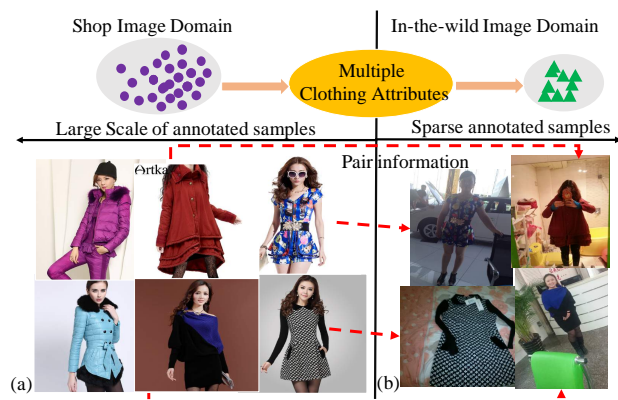 Shop Image Domain
In-the-wild Image Domain
Multiple
Clothing Attributes
Large Scale of annotated samples
Sparse annotated samples
Pair information
Artka
(a)
(b)